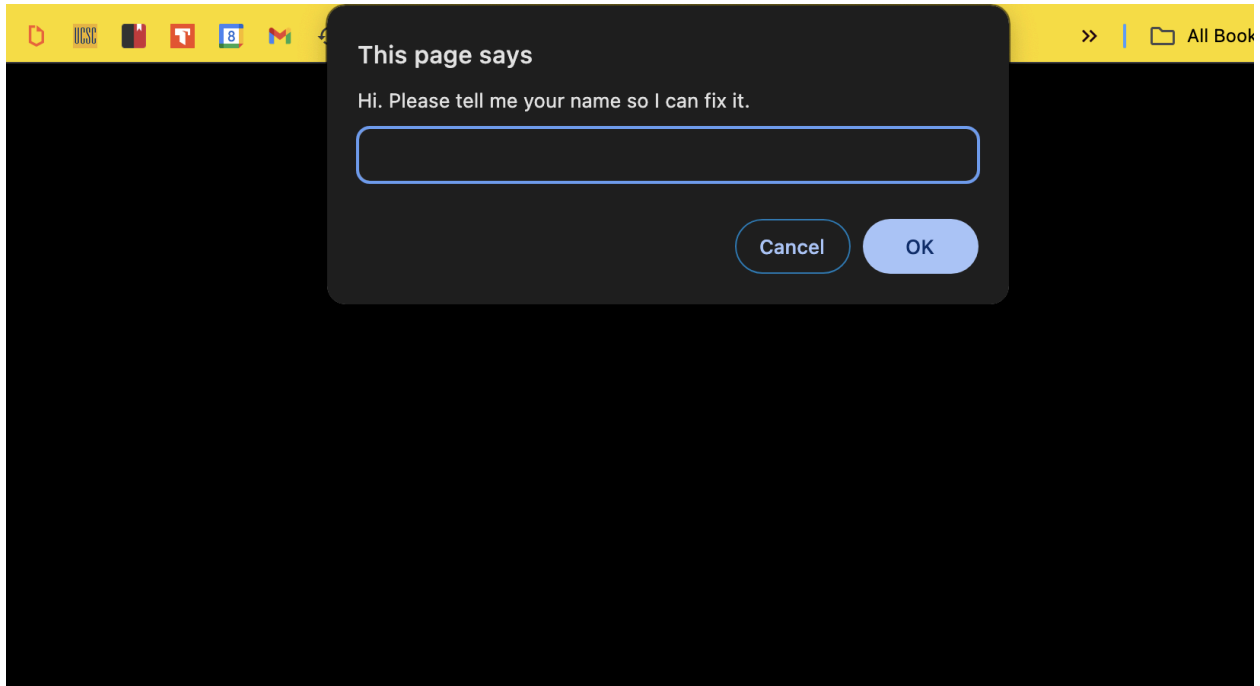 UCSC
8
This page says
Hi. Please tell me your name so I can fix it.
Cancel
OK
All Book